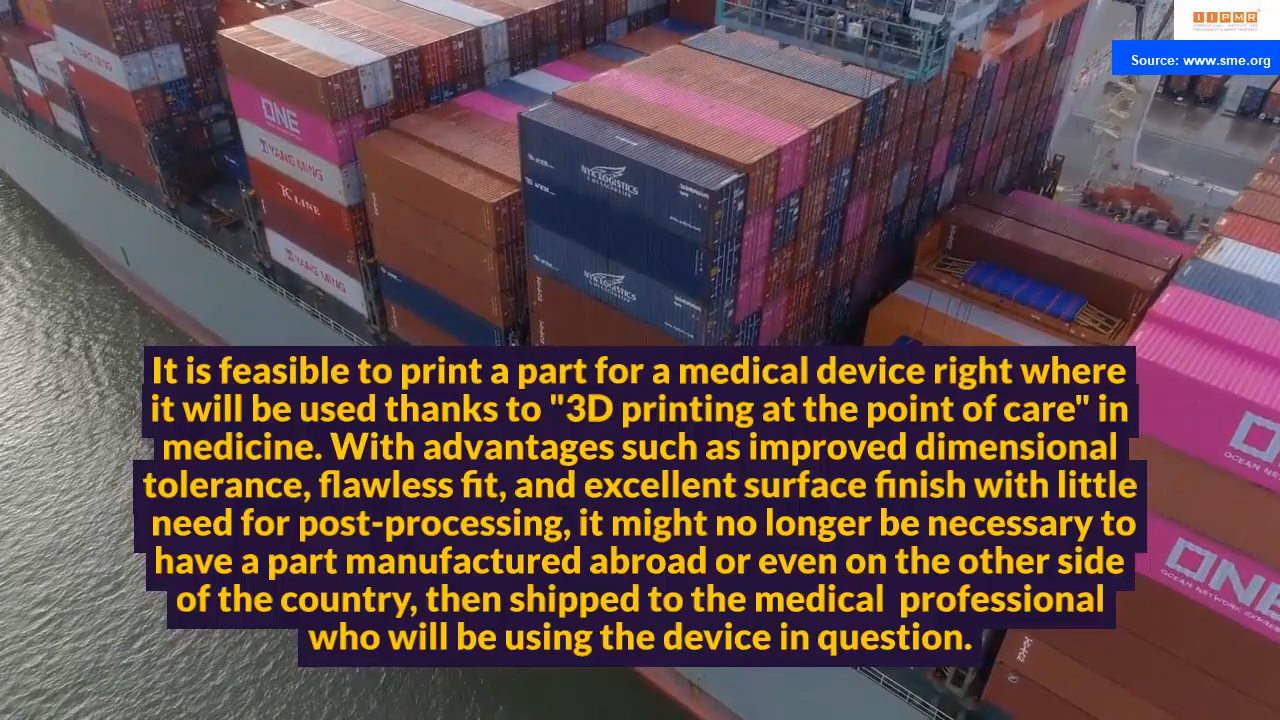 IIPMR
Source: www.sme.org
ONE
YANG MING
K LINE
YANG MING
NYK LOGISTICS
NYK LOGISTICS
It is feasible to print a part for a medical device right where
it will be used thanks to "3D printing at the point of care" in
medicine. With advantages such as improved dimensional
tolerance, flawless fit, and excellent surface finish with little
need for post-processing, it might no longer be necessary to
have a part manufactured abroad or even on the other side
of the country, then shipped to the medical professional
who will be using the device in question.
OCEAN NE
ONE
OCEAN NETWORK EXPRE